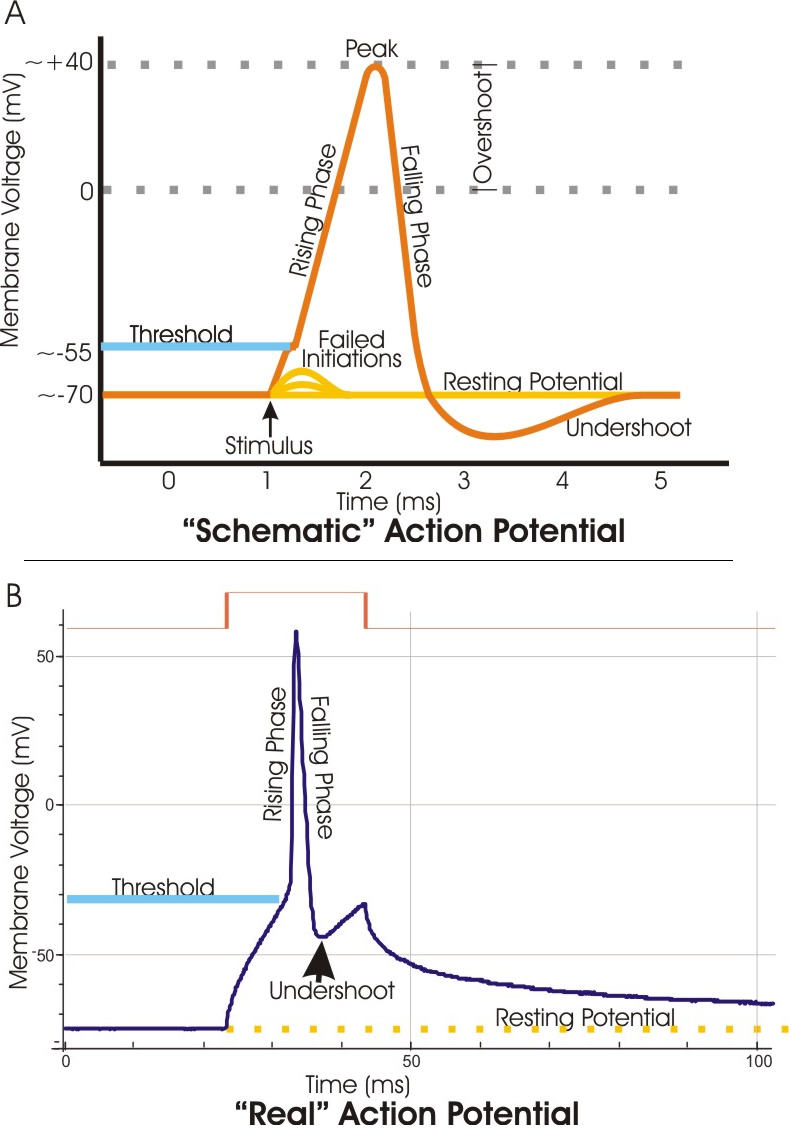 A
Peak
~+40
Overshoot
Membrane Voltage (mV)
0
Rising Phase
Falling Phase
Threshold
Failed
Initiations
~-55
~-70
Resting Potential
Undershoot
Stimulus
0 1 2 3 4 5
Time (ms)
“Schematic” Action Potential
B
50
Rising Phase
Falling Phase
Membrane Voltage (mV)
0
Threshold
-50
Undershoot
Resting Potential
0 50 100
Time (ms)
“Real” Action Potential